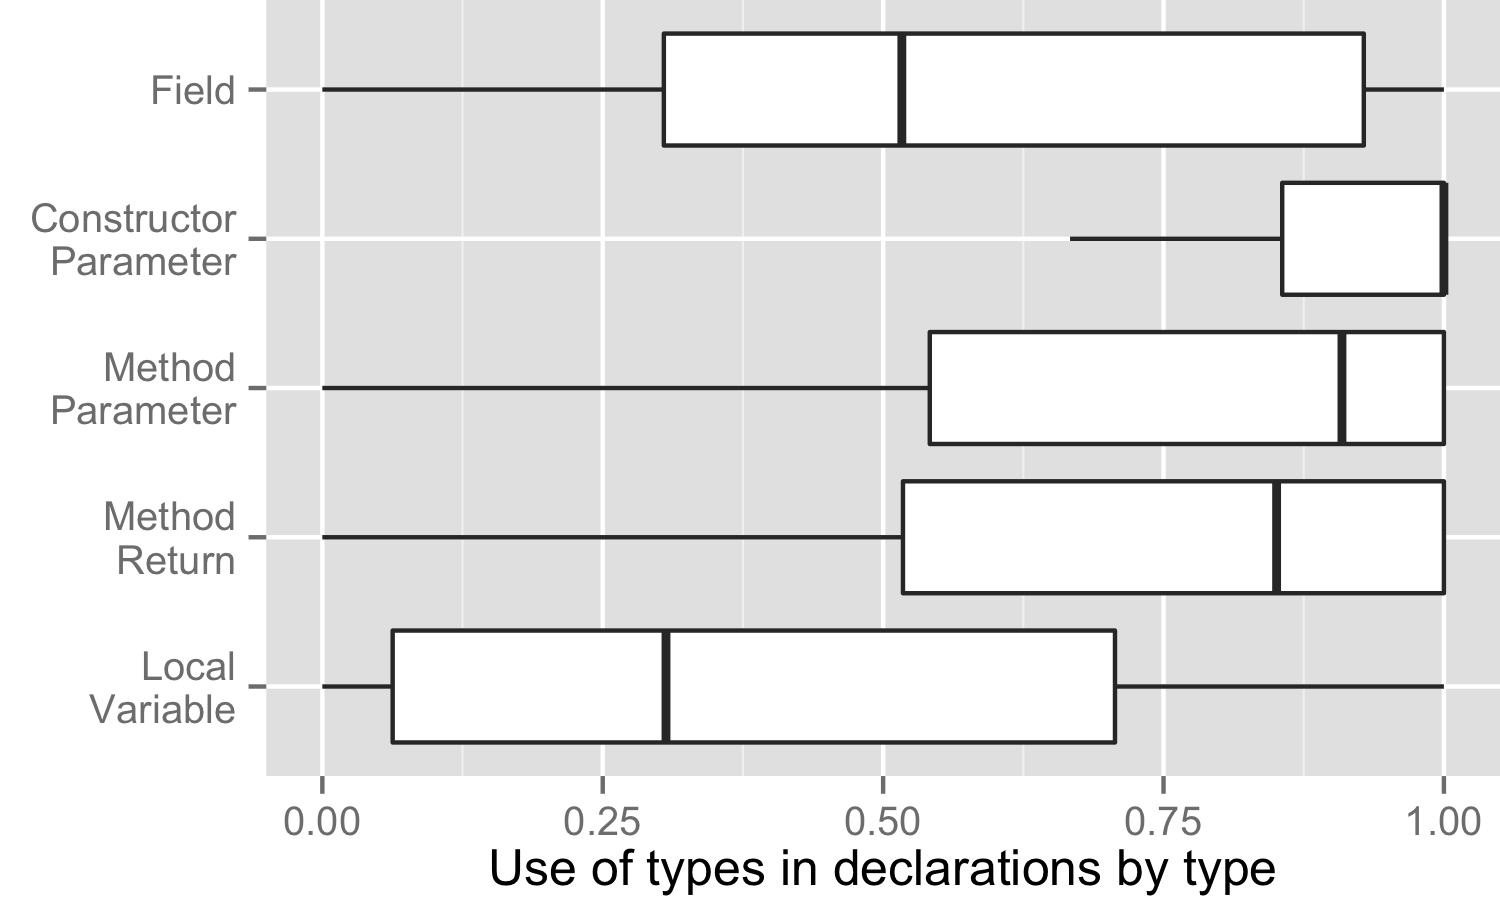 Field
Constructor
Parameter
Method
Parameter
Method
Return
Local
Variable
0.00 0.25 0.50 0.75 1.00
Use of types in declarations by type